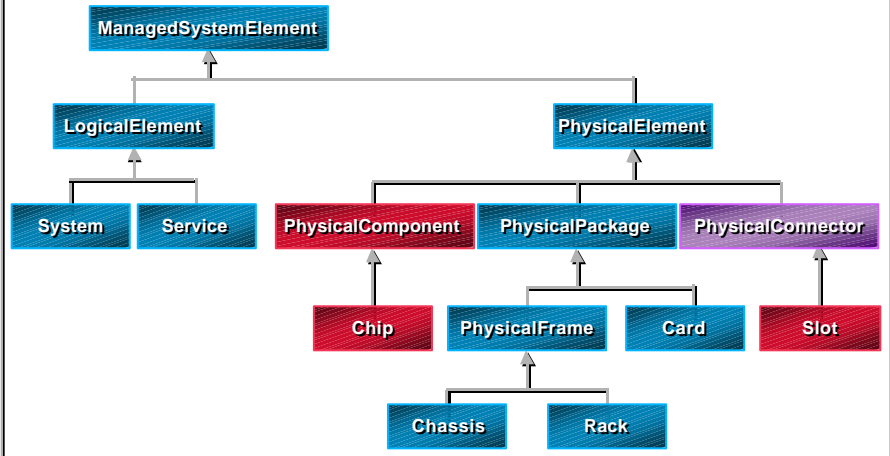 ManagedSystemElement
LogicalElement
PhysicalElement
System
Service
PhysicalComponent
PhysicalPackage
PhysicalConnector
Chip
PhysicalFrame
Card
Slot
Chassis
Rack